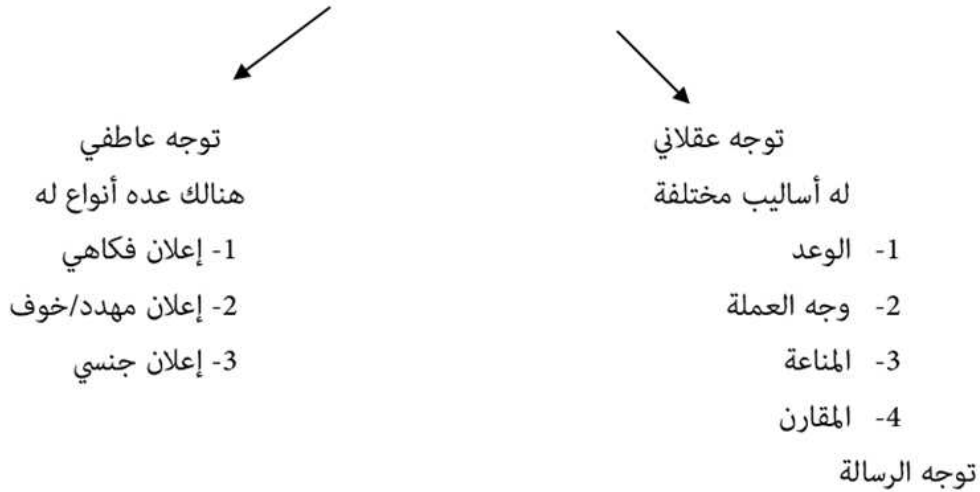 توجه عقلاني
له أساليب مختلفة
1- الوعد
2- وجه العملة
3- المناعة
4- المقارن
توجه الرسالة
توجه عاطفي
هنالك عده أنواع له
1- إعلان فكاهي
2- إعلان مهدد/خوف
3- إعلان جنسي